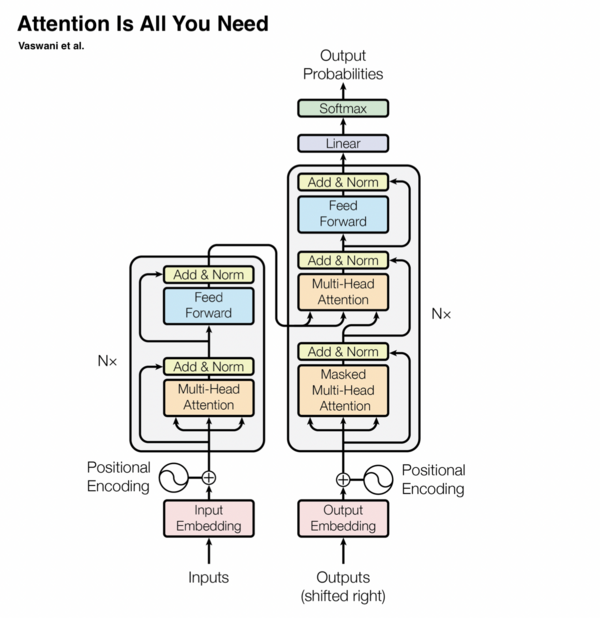 Attention Is All You Need
Vaswani et al.
Output
Probabilities
Softmax
Linear
Add & Norm
Feed
Forward
Add & Norm
Multi-Head
Attention
Add & Norm
Masked
Multi-Head
Attention
N×
Add & Norm
Feed
Forward
Add & Norm
Multi-Head
Attention
N×
Positional
Encoding
Positional
Encoding
Input
Embedding
Output
Embedding
Inputs
Outputs
(shifted right)